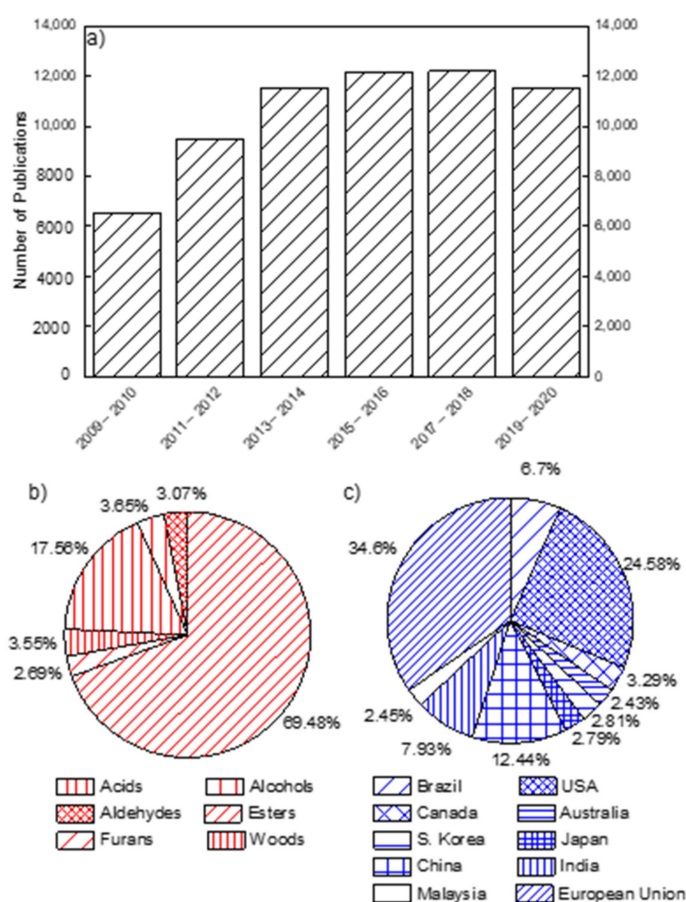 a)
14,000
12,000
10,000
8000
6000
4000
2000
0
Number of Publications
14,000
12,000
10,000
8,000
6,000
4,000
2,000
0
2009–2010
2011–2012
2013–2014
2015–2016
2017–2018
2019–2020
b)
3.65%
3.07%
17.56%
3.55%
2.69%
69.48%
Acids
Alcohols
Aldehydes
Esters
Furans
Woods
c)
6.7%
34.6%
24.58%
3.29%
2.43%
2.81%
2.79%
12.44%
7.93%
2.45%
Brazil
USA
Canada
Australia
S. Korea
Japan
China
India
Malaysia
European Union